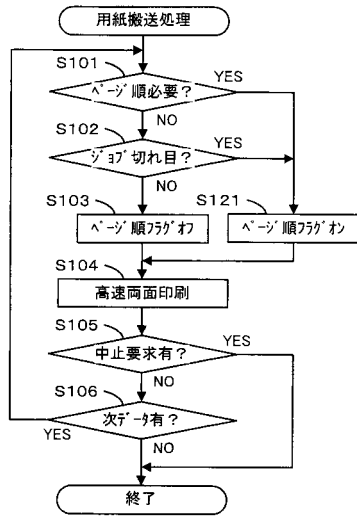 用紙搬送処理
S101
YES
ページ順必要?
NO
S102
YES
ジョブ切れ目?
NO
S103
S121
ページ順フラグオフ
ページ順フラグオン
S104
高速両面印刷
S105
YES
中止要求有?
NO
S106
次データ有?
YES
NO
終了